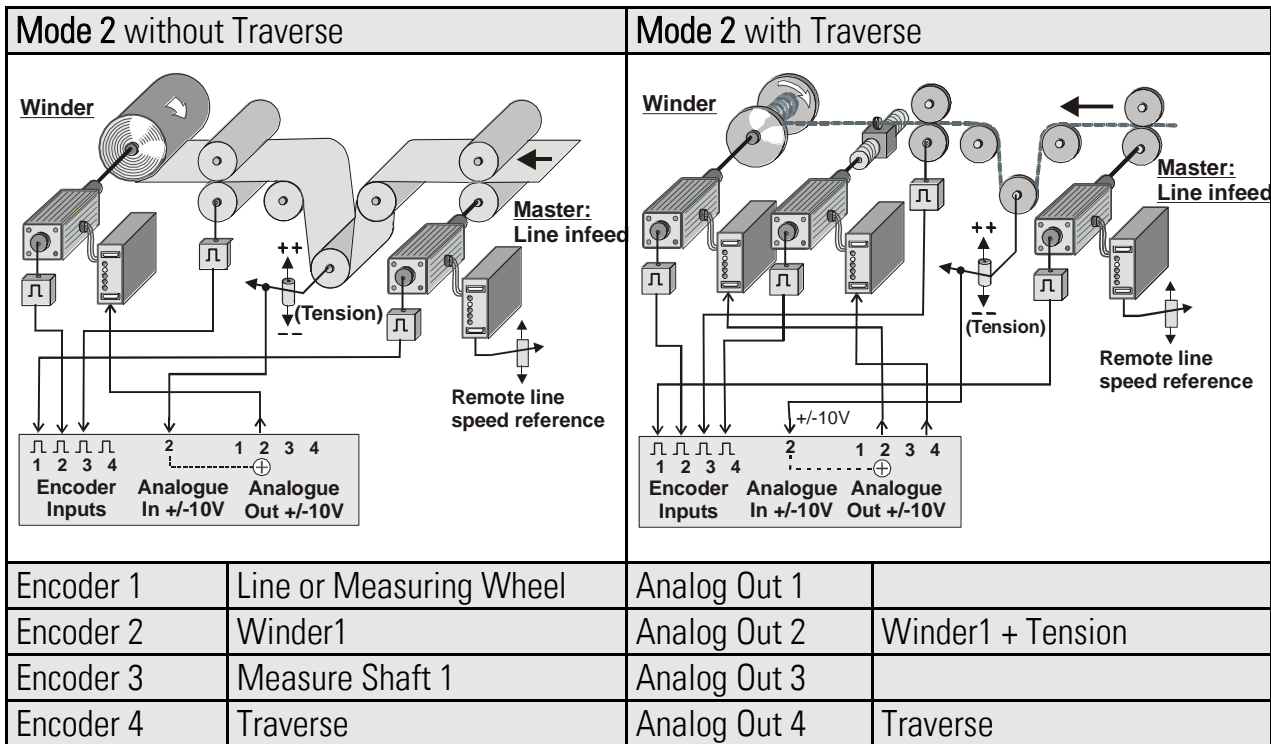 Mode 2 without Traverse
Winder
Master:
Line infeed
++
(Tension)
--
Remote line
speed reference
2 1 2 3 4
1 2 3 4
Encoder Analogue Analogue
Inputs In +/-10V Out +/-10V
Mode 2 with Traverse
Winder
Master:
Line infeed
++
--
(Tension)
Remote line
speed reference
+/-10V
2 1 2 3 4
1 2 3 4
Encoder Analogue Analogue
Inputs In +/-10V Out +/-10V
Encoder 1 Line or Measuring Wheel Analog Out 1
Encoder 2 Winder1 Analog Out 2 Winder1 + Tension
Encoder 3 Measure Shaft 1 Analog Out 3
Encoder 4 Traverse Analog Out 4 Traverse